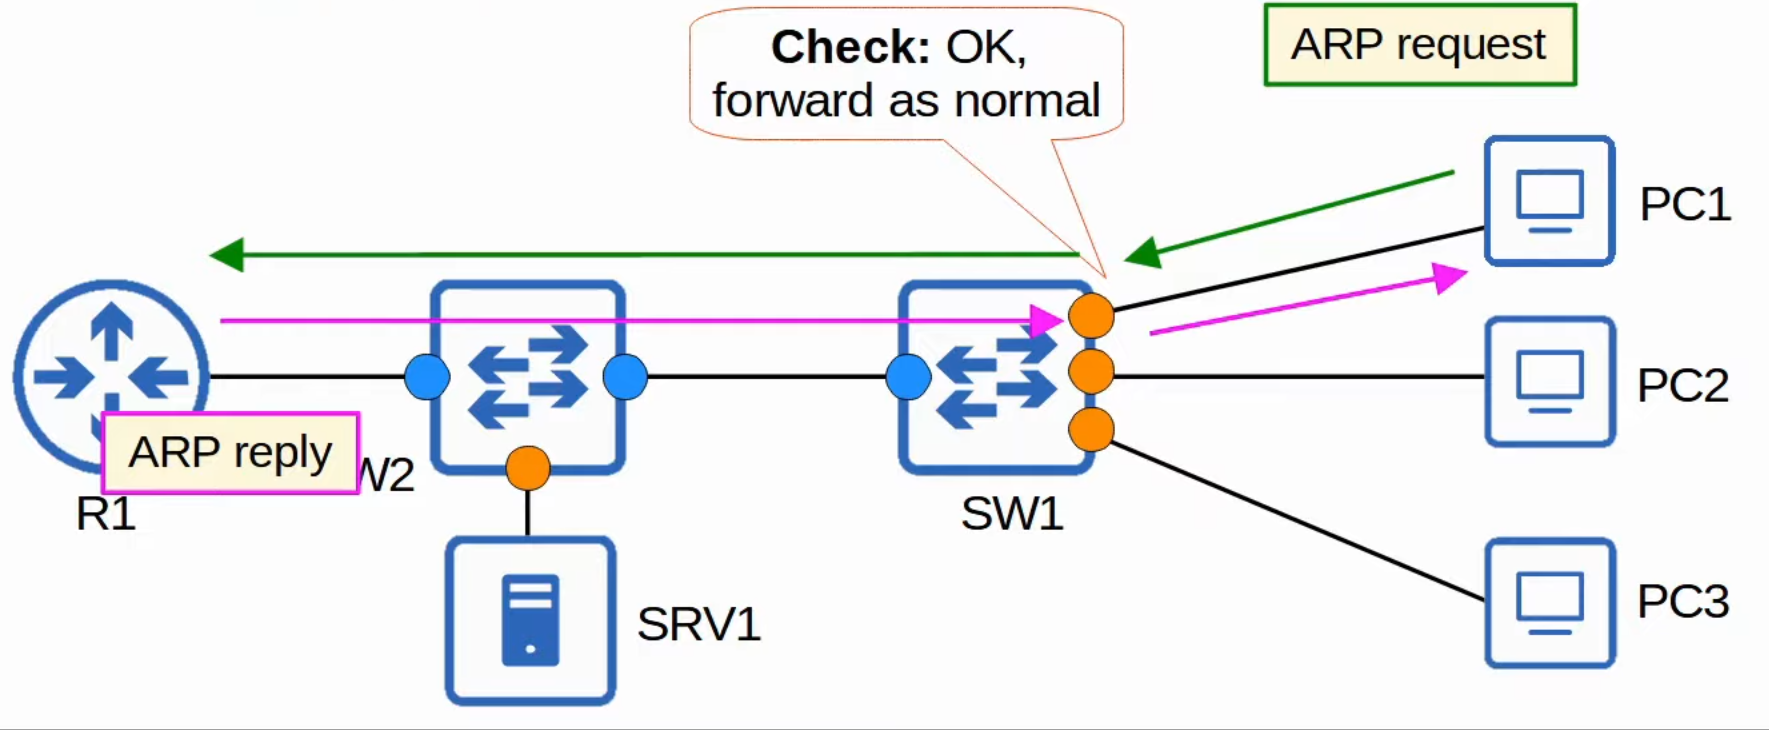 Check: OK,
forward as normal
ARP request
PC1
PC2
ARP reply
W2
R1
SW1
SRV1
PC3